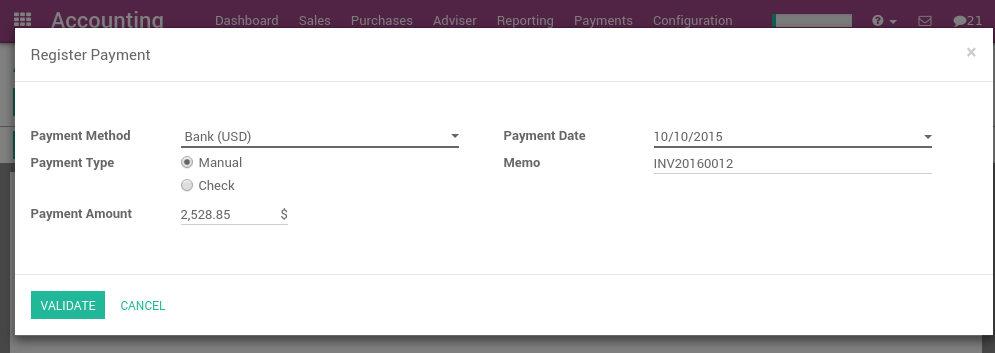 Accounting Dashboard Sales Purchases Adviser Reporting Payments Configuration ? 21
Register Payment ×
Payment Method Bank (USD) Payment Date 10/10/2015
Payment Type Manual Memo INV20160012
Check
Payment Amount 2,528.85 $
VALIDATE CANCEL